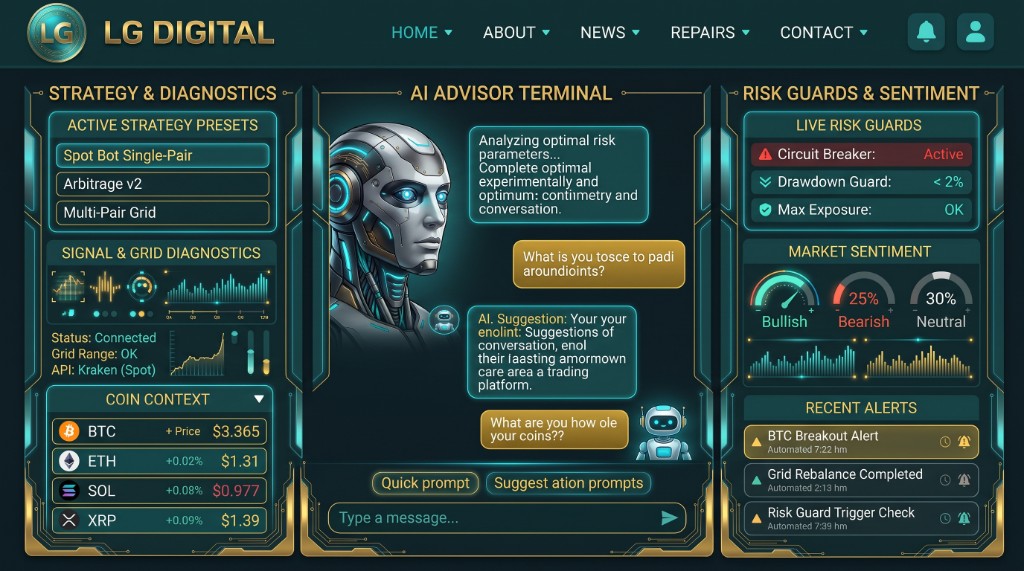 LG
LG DIGITAL
HOME
ABOUT
NEWS
REPAIRS
CONTACT
STRATEGY & DIAGNOSTICS
ACTIVE STRATEGY PRESETS
Spot Bot Single-Pair
Arbitrage v2
Multi-Pair Grid
SIGNAL & GRID DIAGNOSTICS
Status: Connected
Grid Range: OK
API: Kraken (Spot)
COIN CONTEXT
BTC + Price $3.365
ETH +0.02% $1.31
SOL +0.08% $0.977
XRP +0.09% $1.39
AI ADVISOR TERMINAL
Analyzing optimal risk
parameters...
Complete optimal
experimentally and
optimum: contimetry and
conversation.
What is you tosce to padi
aroundioints?
AI. Suggestion: Your your
enolint: Suggestions of
conversation, enol
their laasting amormown
care area a trading
platform.
What are you how ole
your coins??
Quick prompt
Suggest ation prompts
Type a message...
RISK GUARDS & SENTIMENT
LIVE RISK GUARDS
Circuit Breaker: Active
Drawdown Guard: < 2%
Max Exposure: OK
MARKET SENTIMENT
Bullish
25%
Bearish
30%
Neutral
RECENT ALERTS
BTC Breakout Alert
Automated 7:22 hm
Grid Rebalance Completed
Automated 2:13 hm
Risk Guard Trigger Check
Automated 7:39 hm